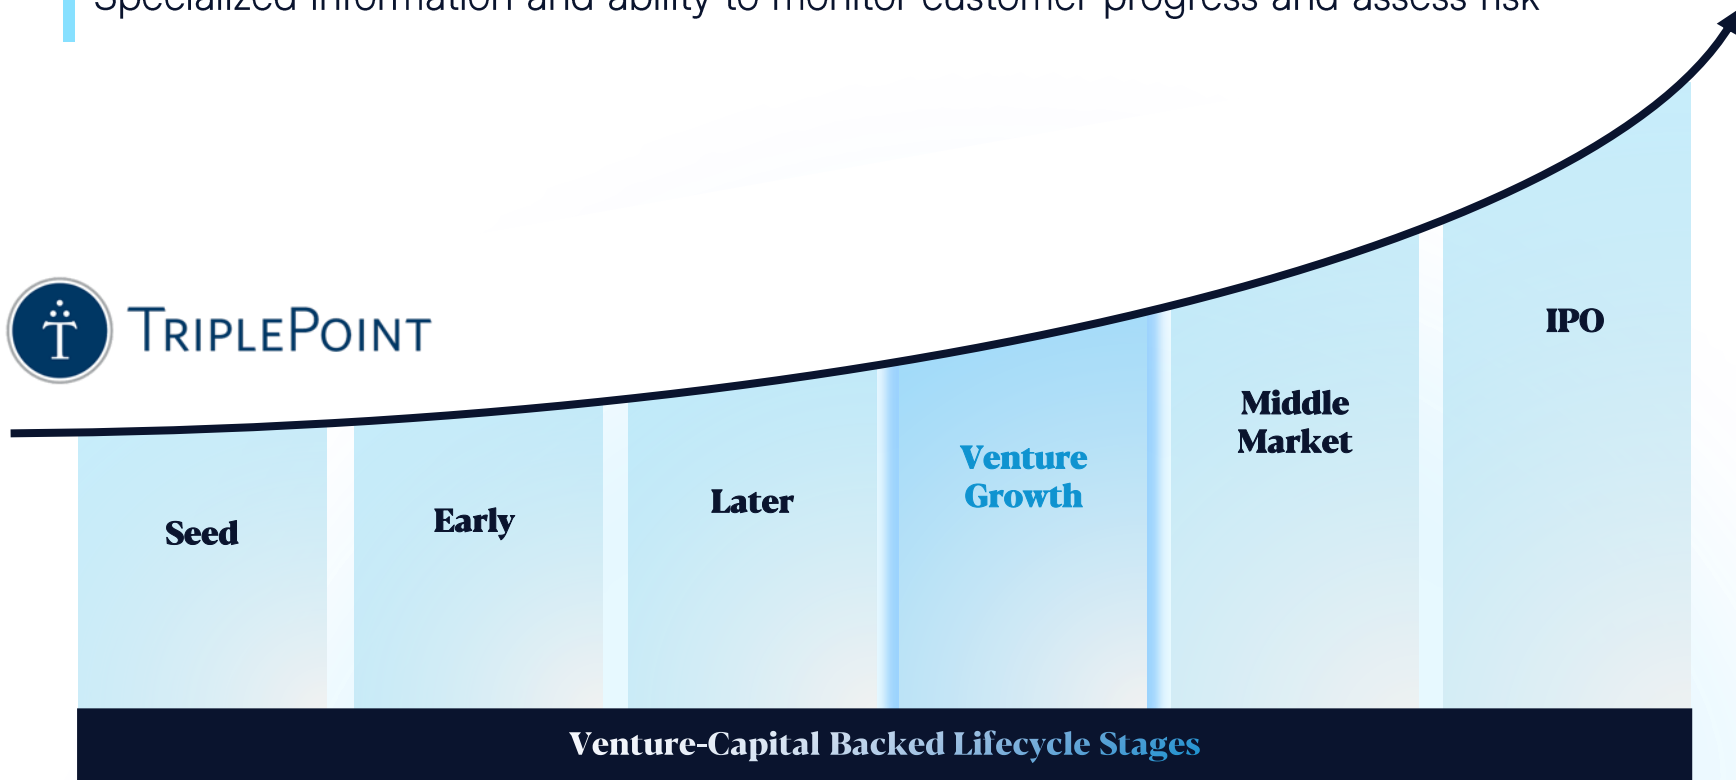 Specialized information and ability to monitor customer progress and assess risk
TRIPLEPOINT
IPO
Middle
Market
Venture
Growth
Later
Early
Seed
Venture-Capital Backed Lifecycle Stages